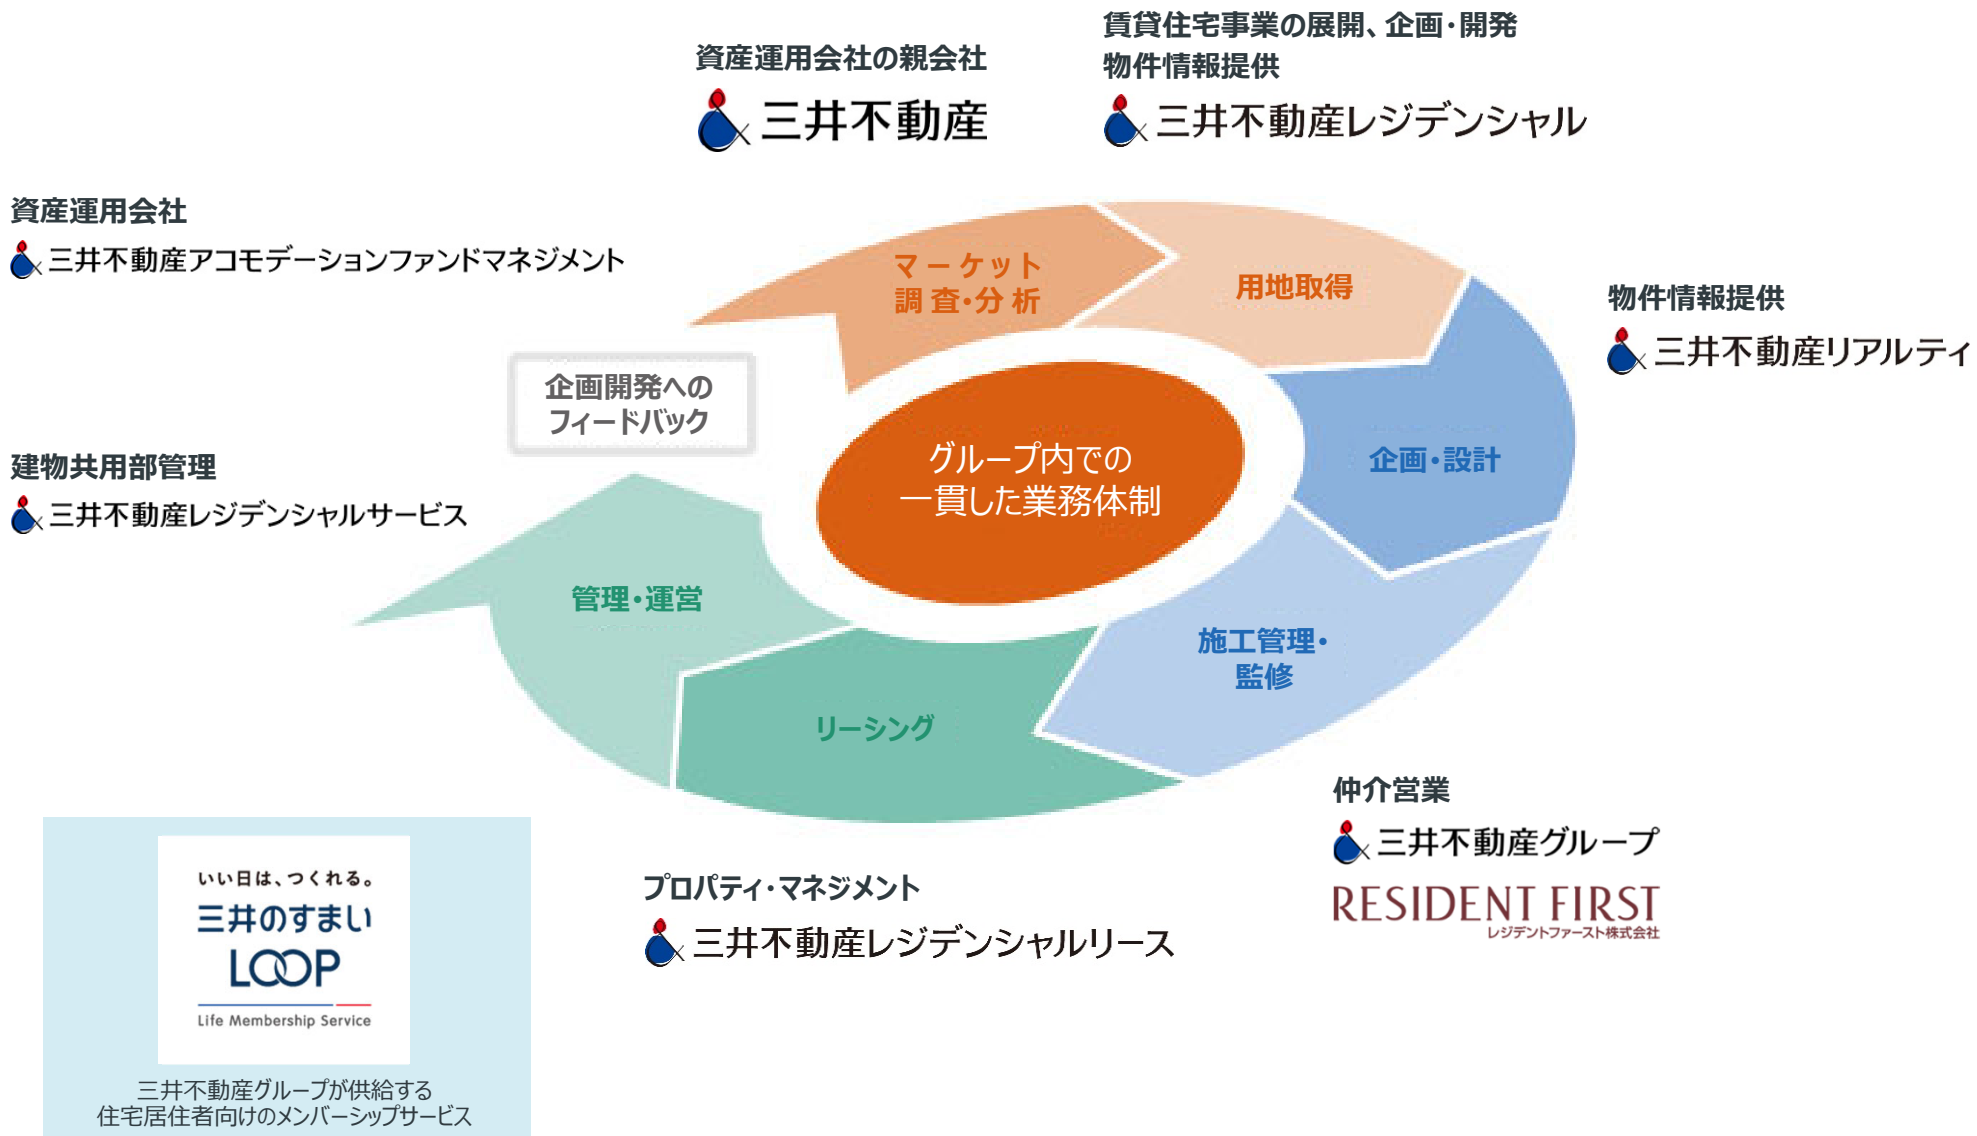 資産運用会社の親会社
三井不動産
賃貸住宅事業の展開、企画・開発
物件情報提供
三井不動産レジデンシャル
資産運用会社
三井不動産アコモデーションファンドマネジメント
マーケット
調査・分析
用地取得
物件情報提供
三井不動産リアルティ
企画開発への
フィードバック
グループ内での
一貫した業務体制
企画・設計
建物共用部管理
三井不動産レジデンシャルサービス
管理・運営
施工管理・
監修
リーシング
仲介営業
三井不動産グループ
RESIDENT FIRST
レジデントファースト株式会社
プロパティ・マネジメント
三井不動産レジデンシャルリース
いい日は、つくれる。
三井のすまい
LOOP
Life Membership Service
三井不動産グループが供給する
住宅居住者向けのメンバーシップサービス